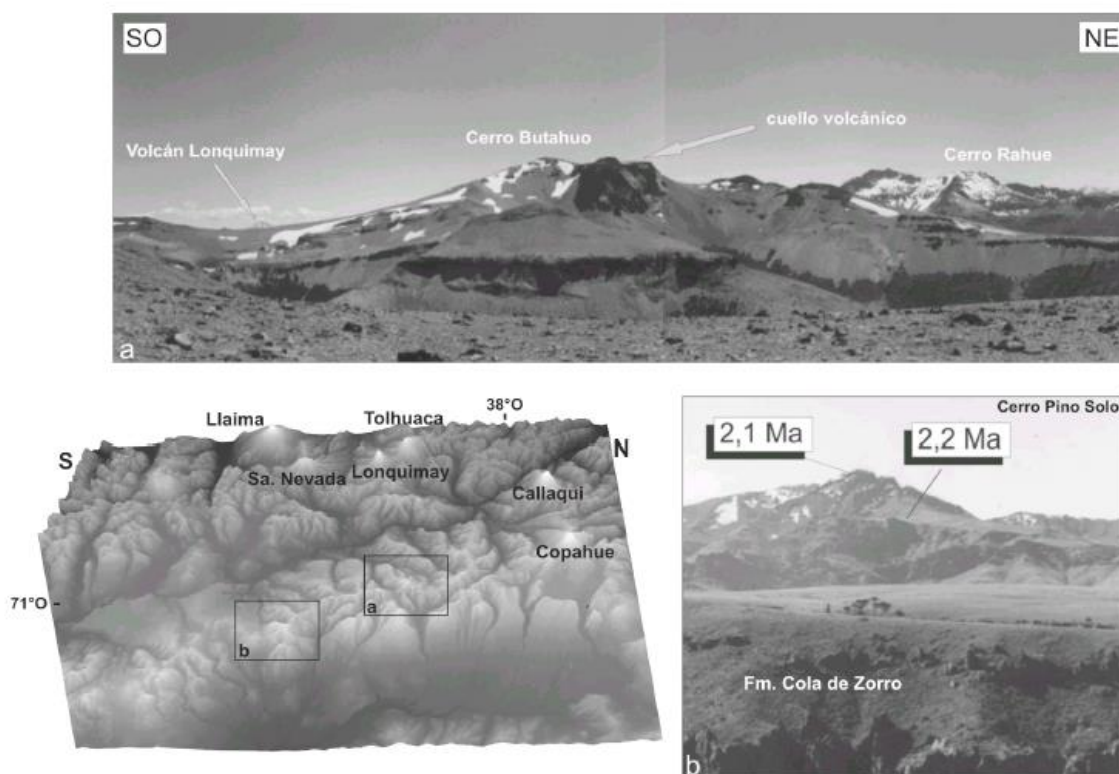 SO
NE
cuello volcánico
Cerro Butahuo
Volcán Lonquimay
Cerro Rahue
a
38°O
Llaima
Tolhuaca
S
N
Sa. Nevada
Lonquimay
Callaqui
Copahue
71°O
a
b
Cerro Pino Solo
2,1 Ma
2,2 Ma
Fm. Cola de Zorro
b